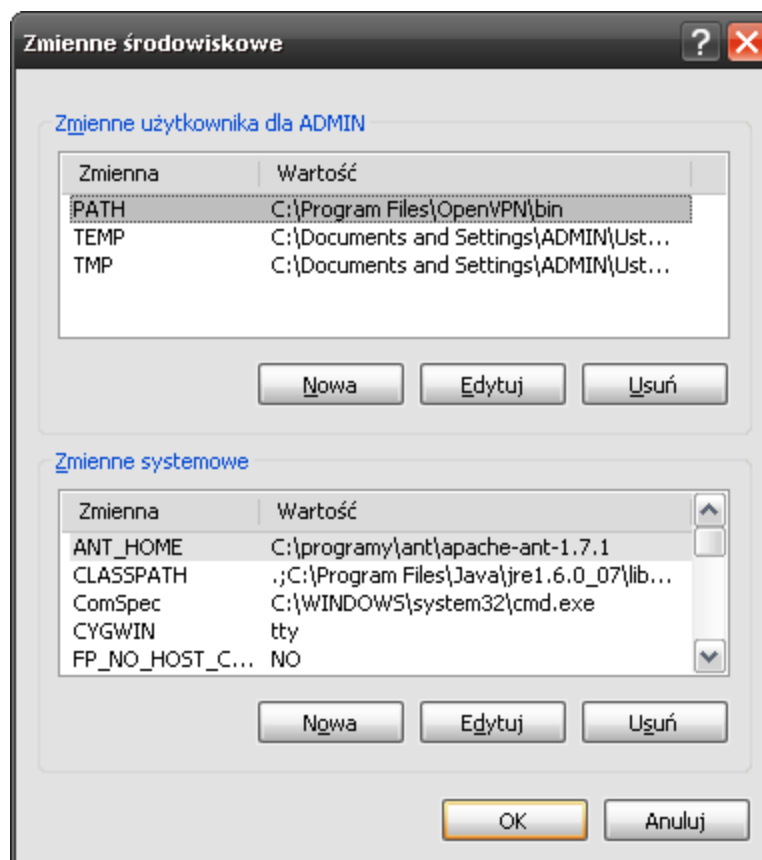 Zmienne środowiskowe
Zmienne użytkownika dla ADMIN
Zmienna Wartość
PATH C:\Program Files\OpenVPN\bin
TEMP C:\Documents and Settings\ADMIN\Ust...
TMP C:\Documents and Settings\ADMIN\Ust...
Nowa Edytuj Usuń
Zmienne systemowe
Zmienna Wartość
ANT_HOME C:\programy\ant\apache-ant-1.7.1
CLASSPATH .;C:\Program Files\Java\jre1.6.0_07\lib...
ComSpec C:\WINDOWS\system32\cmd.exe
CYGWIN tty
FP_NO_HOST_C... NO
Nowa Edytuj Usuń
OK Anuluj